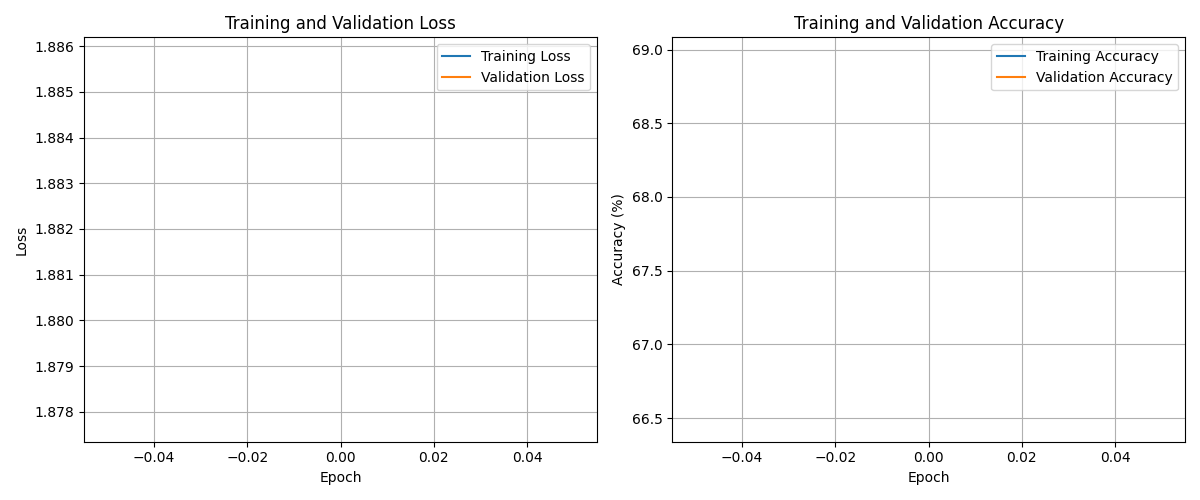 Training and Validation Loss
1.886
1.885
1.884
1.883
1.882
1.881
1.880
1.879
1.878
Loss
Training Loss
Validation Loss
−0.04 −0.02 0.00 0.02 0.04
Epoch
Training and Validation Accuracy
69.0
68.5
68.0
67.5
67.0
66.5
Accuracy (%)
Training Accuracy
Validation Accuracy
−0.04 −0.02 0.00 0.02 0.04
Epoch